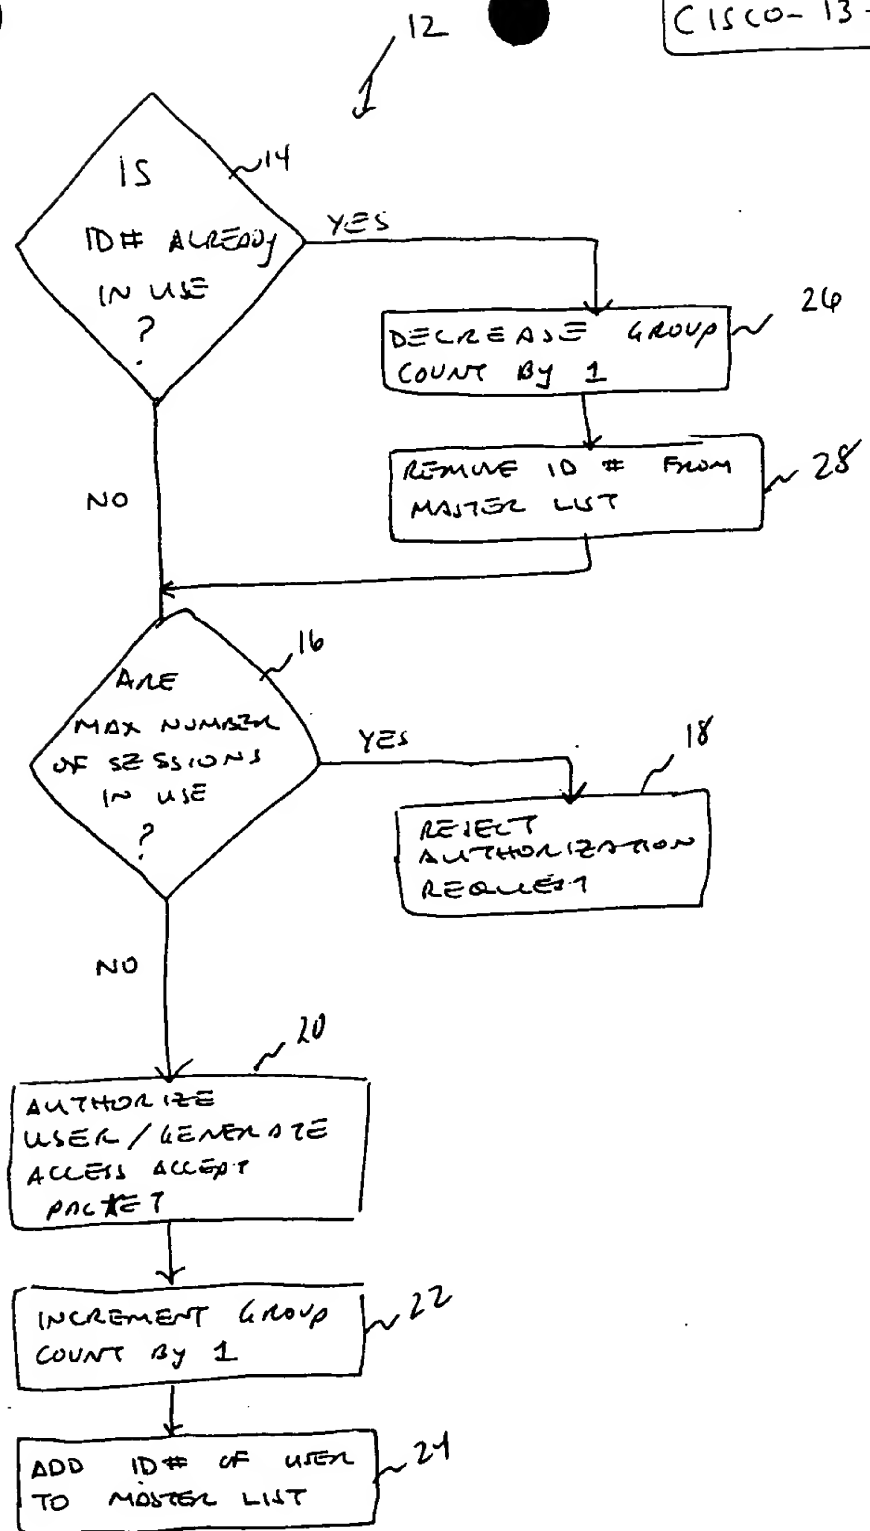 12
CISCO-13-
14
IS
ID# ALREADY
IN USE
?
YES
26
DECREASE GROUP
COUNT BY 1
28
REMOVE ID # FROM
MASTER LIST
NO
16
ARE
MAX NUMBER
OF SESSIONS
IN USE
?
YES
18
REJECT
AUTHORIZATION
REQUEST
NO
20
AUTHORIZE
USER/GENERATE
ACCESS ACCEPT
PACKET
22
INCREMENT GROUP
COUNT BY 1
24
ADD ID# OF USER
TO MASTER LIST